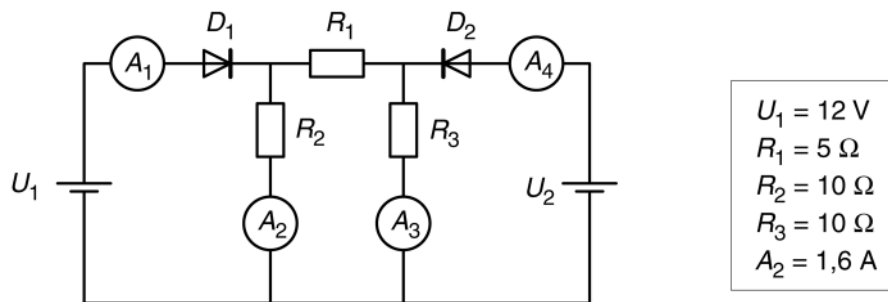 D₁ R₁ D₂
A₁ A₄
R₂ R₃
U₁ U₂
A₂ A₃
U₁ = 12 V
R₁ = 5 Ω
R₂ = 10 Ω
R₃ = 10 Ω
A₂ = 1,6 A